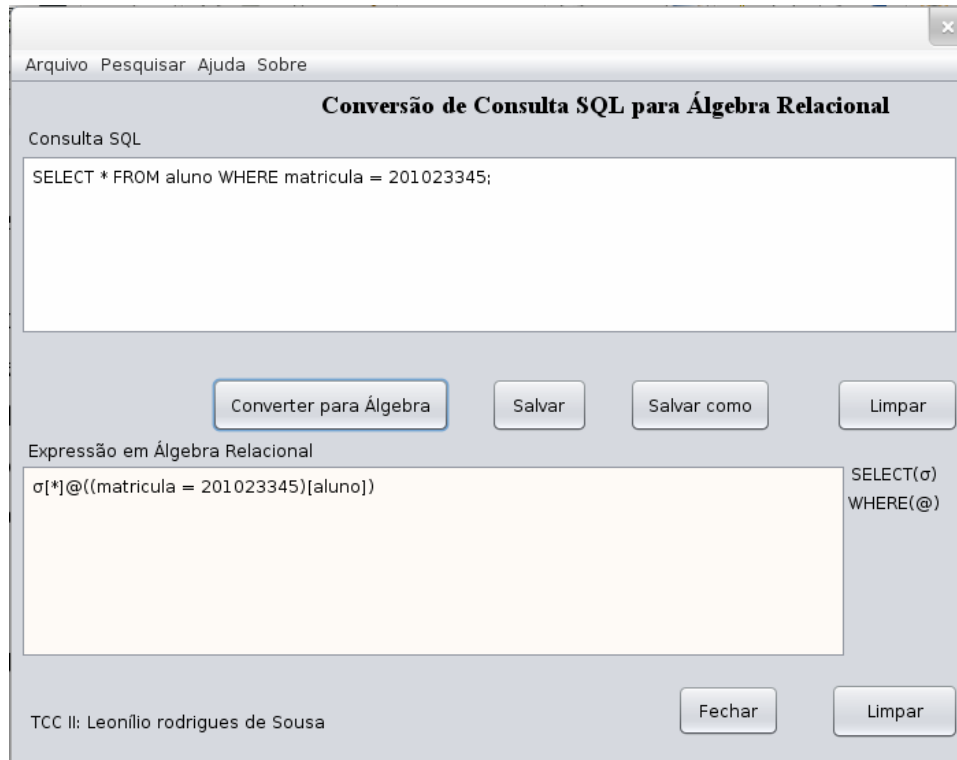 Arquivo Pesquisar Ajuda Sobre
Conversão de Consulta SQL para Álgebra Relacional
Consulta SQL
SELECT * FROM aluno WHERE matricula = 201023345;
Converter para Álgebra Salvar Salvar como Limpar
Expressão em Álgebra Relacional
σ[*]@((matricula = 201023345)[aluno])
SELECT(σ)
WHERE(@)
TCC II: Leonílio rodrigues de Sousa
Fechar Limpar